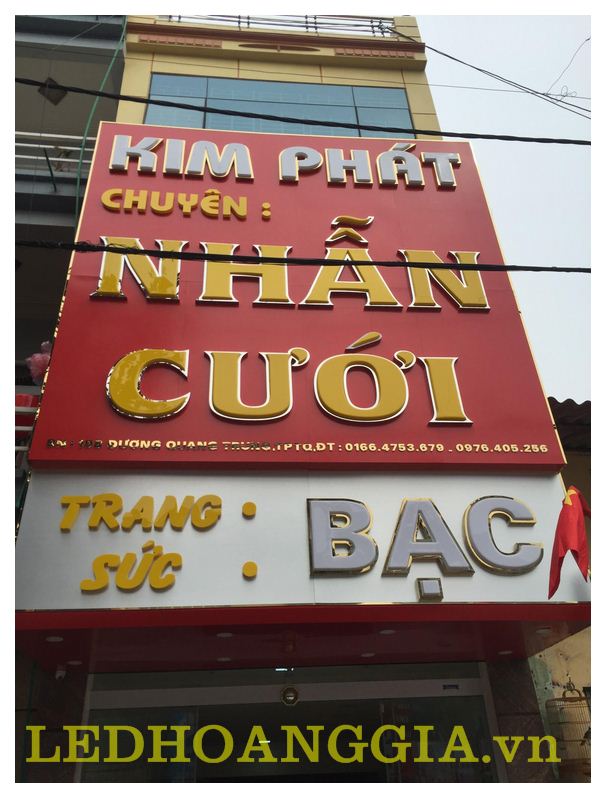 KIM PHÁT
CHUYÊN :
NHẪN
CƯỚI
QUANG TRUNG,TPTQ,ĐT : 0166.4753.679 . 0976.405.256
TRANG : BẠC
SỨC :
LEDHOANGGIA.vn